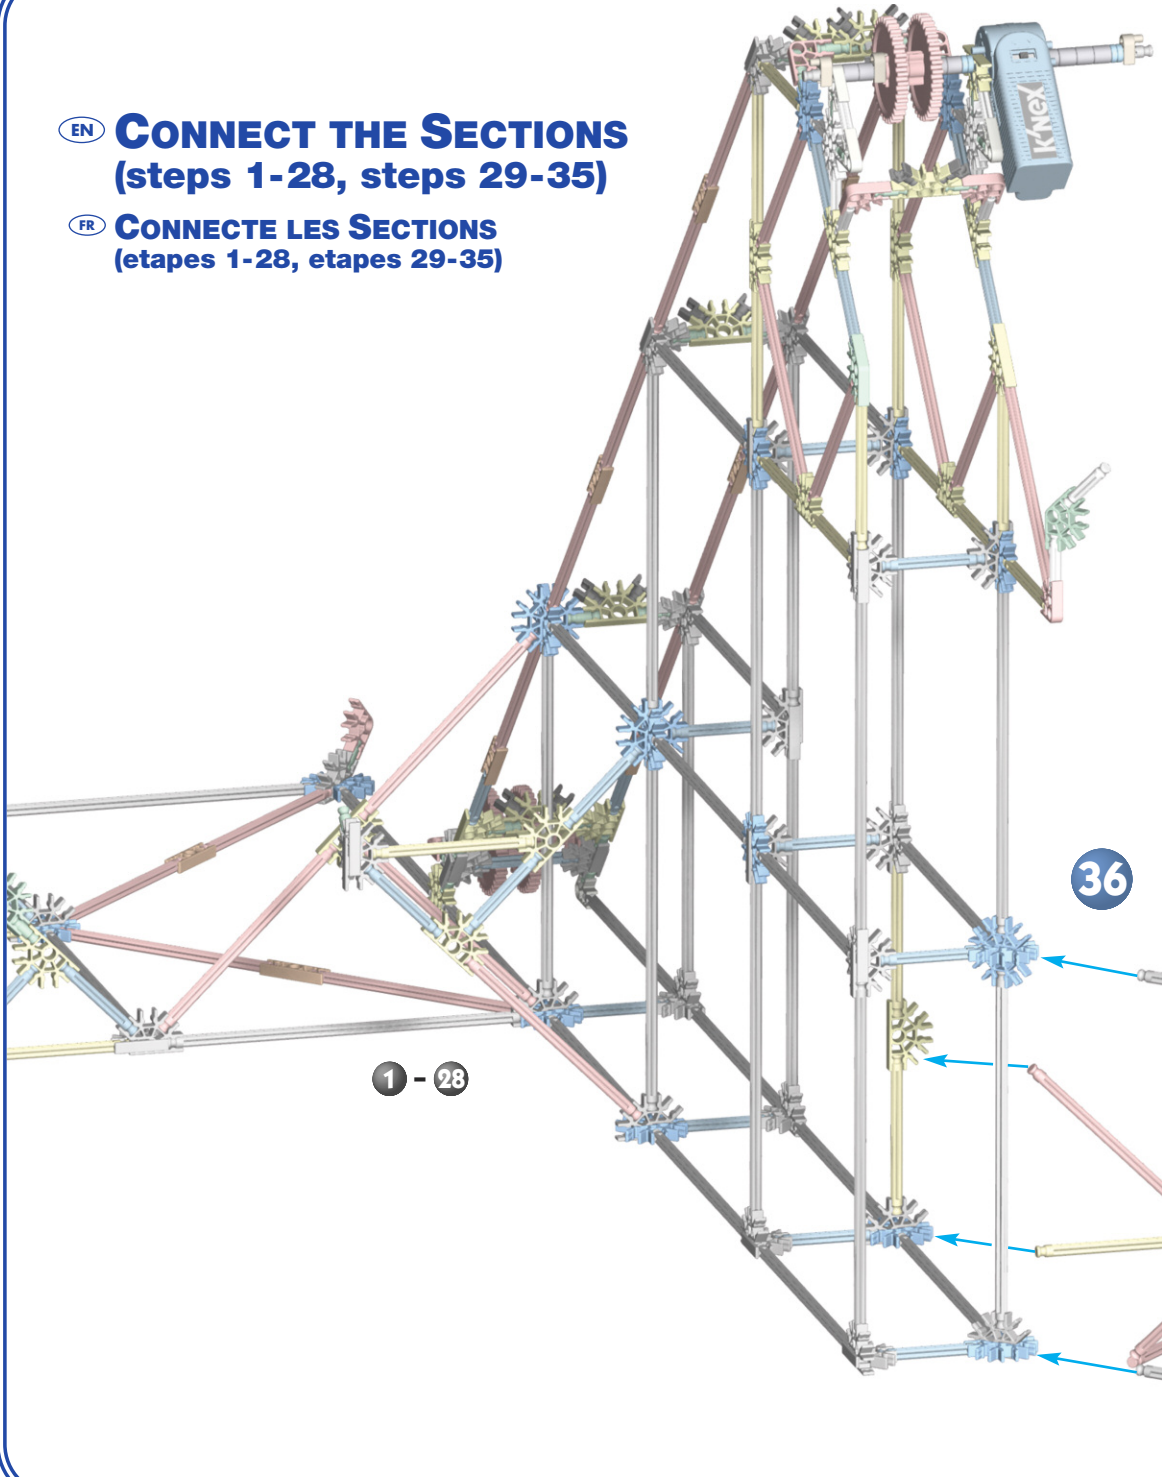 EN CONNECT THE SECTIONS
(steps 1-28, steps 29-35)
FR CONNECTE LES SECTIONS
(etapes 1-28, etapes 29-35)
K'NEX
36
1 - 28